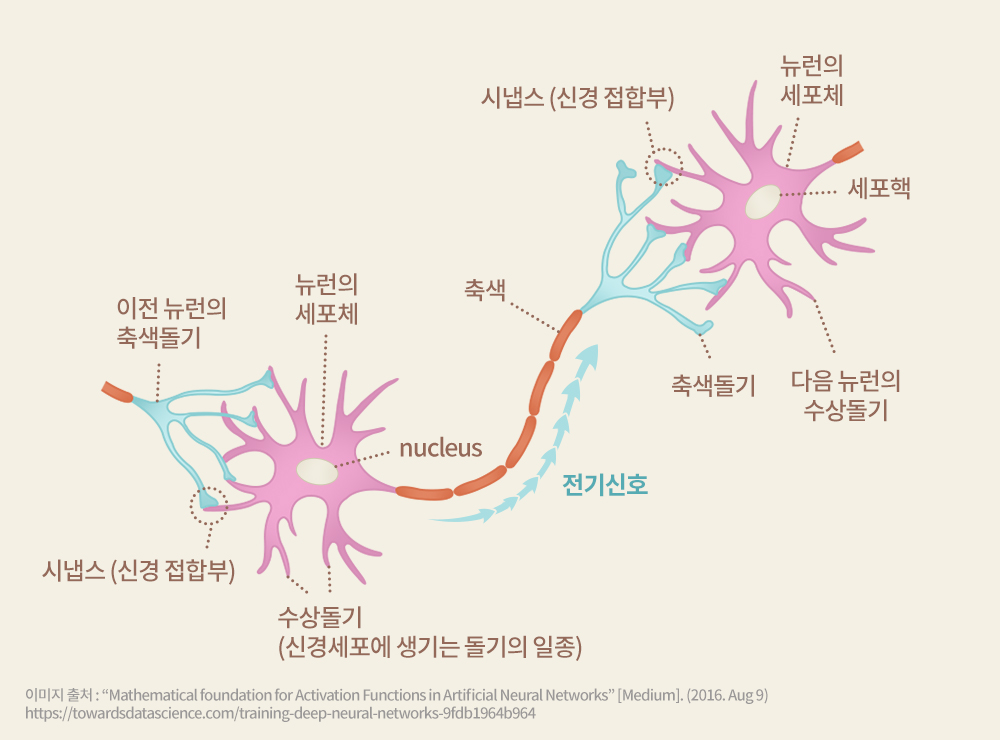 뉴런의
세포체
시냅스 (신경 접합부)
세포핵
뉴런의
세포체
이전 뉴런의
축색돌기
축색
축색돌기
다음 뉴런의
수상돌기
nucleus
전기신호
시냅스 (신경 접합부)
수상돌기
(신경세포에 생기는 돌기의 일종)
이미지 출처 : “Mathematical foundation for Activation Functions in Artificial Neural Networks” [Medium]. (2016. Aug 9)
https://towardsdatascience.com/training-deep-neural-networks-9fdb1964b964